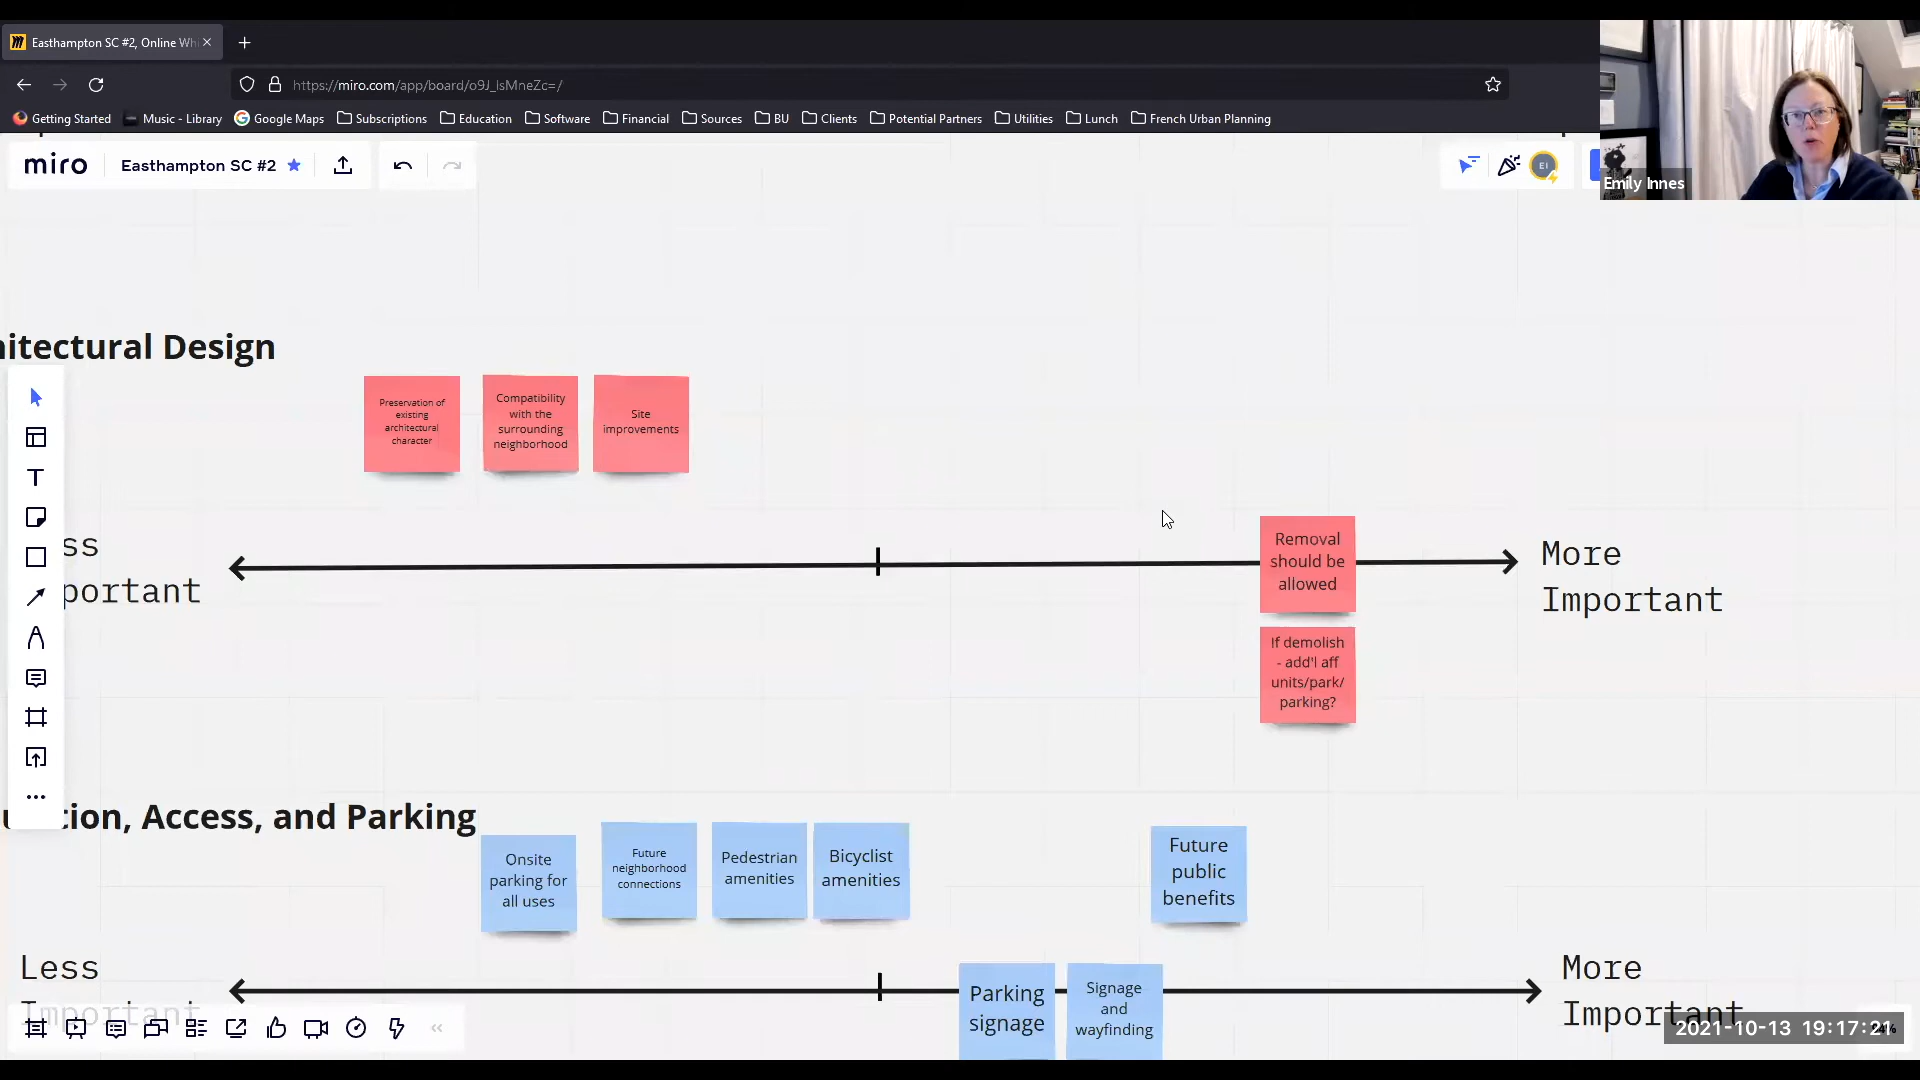 Easthampton SC #2, Online Wh
https://miro.com/app/board/o9J_lsMneZc=/
Getting Started
Music - Library
Google Maps
Subscriptions
Education
Software
Financial
Sources
BU
Clients
Potential Partners
Utilities
Lunch
French Urban Planning
miro
Easthampton SC #2
EI
Emily Innes
hitectural Design
Preservation of
existing
architectural
character
Compatibility
with the
surrounding
neighborhood
Site
improvements
ss
portant
Removal
should be
allowed
More
Important
If demolish
- add'l aff
units/park/
parking?
tion, Access, and Parking
Onsite
parking for
all uses
Future
neighborhood
connections
Pedestrian
amenities
Bicyclist
amenities
Future
public
benefits
Less
Important
Parking
signage
Signage
and
wayfinding
More
Important
2021-10-13 19:17:21